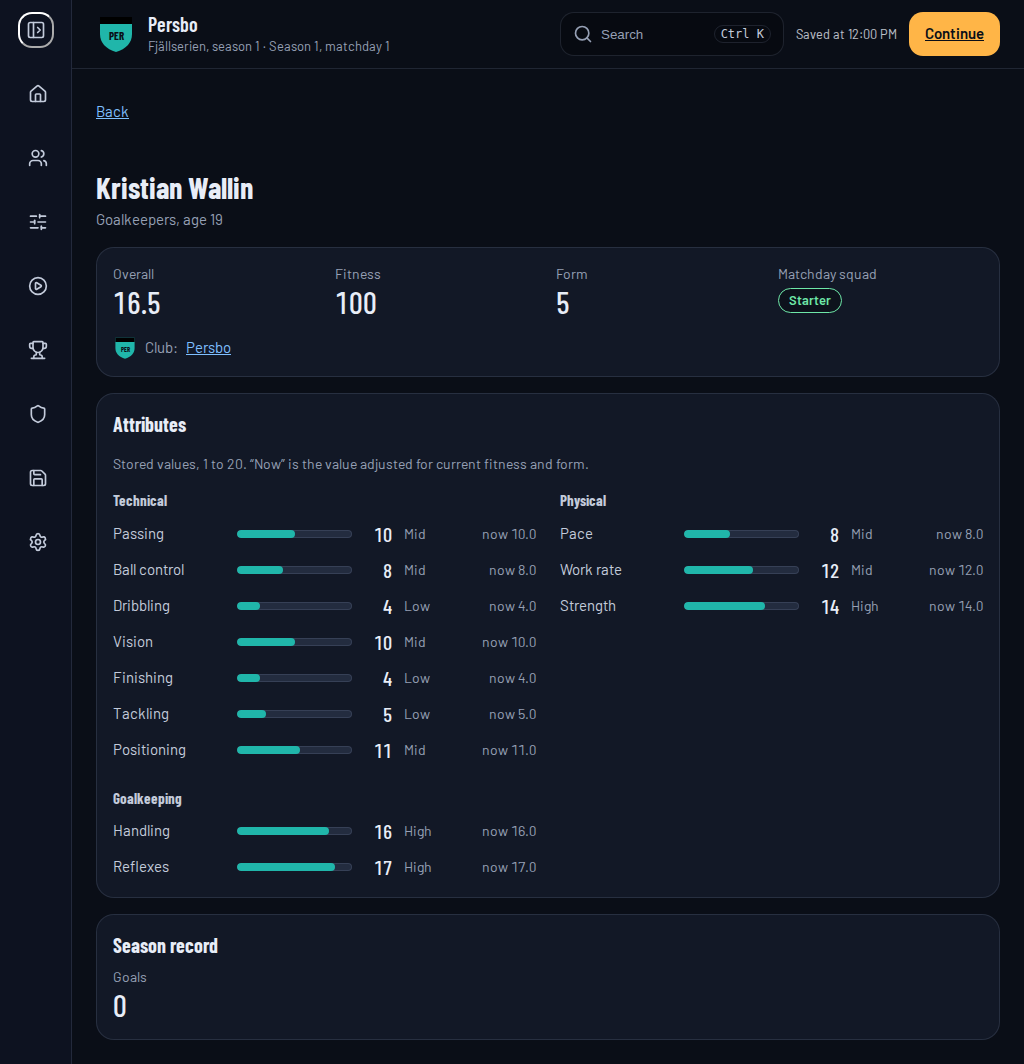 PER
Persbo
Fjällserien, season 1 · Season 1, matchday 1
Search
Ctrl K
Saved at 12:00 PM
Continue
Back
Kristian Wallin
Goalkeepers, age 19
Overall
16.5
Fitness
100
Form
5
Matchday squad
Starter
PER
Club: Persbo
Attributes
Stored values, 1 to 20. “Now” is the value adjusted for current fitness and form.
Technical
Passing 10 Mid now 10.0
Ball control 8 Mid now 8.0
Dribbling 4 Low now 4.0
Vision 10 Mid now 10.0
Finishing 4 Low now 4.0
Tackling 5 Low now 5.0
Positioning 11 Mid now 11.0
Physical
Pace 8 Mid now 8.0
Work rate 12 Mid now 12.0
Strength 14 High now 14.0
Goalkeeping
Handling 16 High now 16.0
Reflexes 17 High now 17.0
Season record
Goals
0